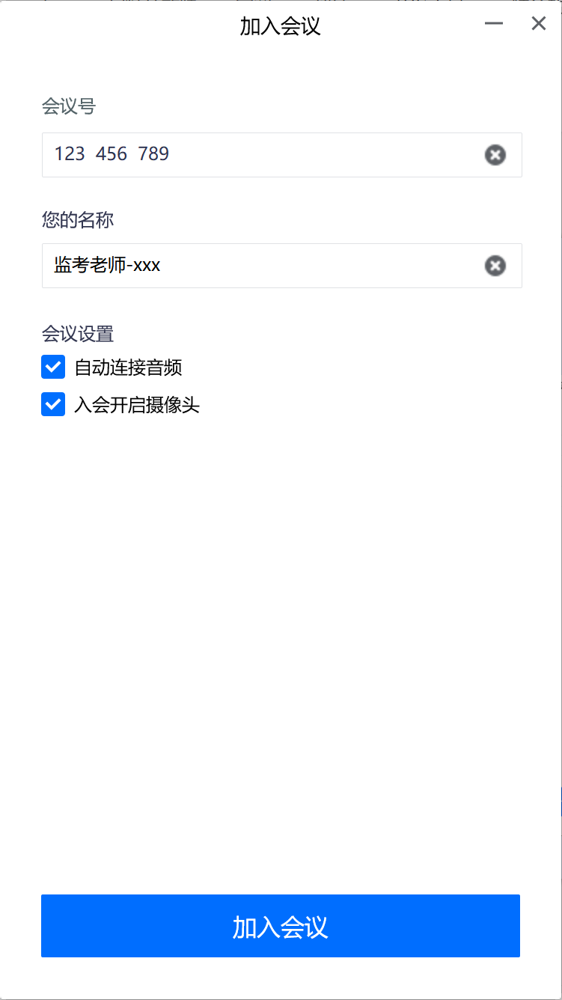 加入会议
会议号
123 456 789
您的名称
监考老师-xxx
会议设置
自动连接音频
入会开启摄像头
加入会议